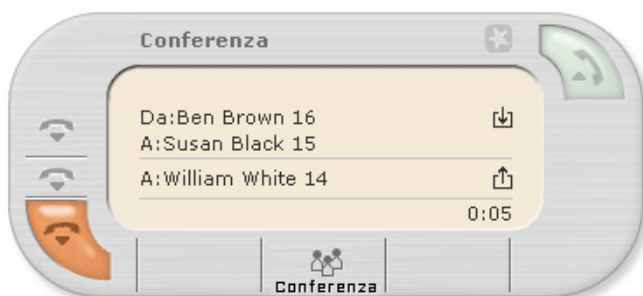 Conferenza
Da:Ben Brown 16
A:Susan Black 15
A:William White 14
0:05
Conferenza